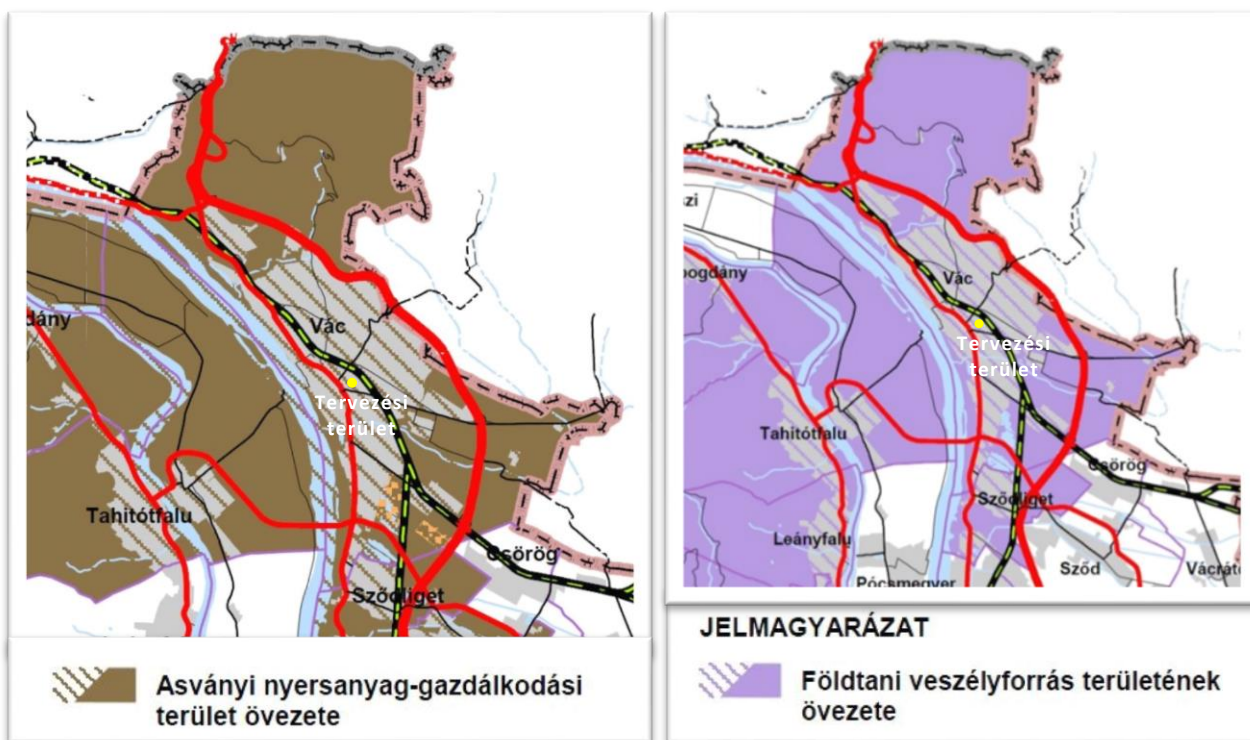 dány
Vác
Tervezési
terület
Tahitótfalu
Csörög
Sződliget
Asványi nyersanyag-gazdálkodási
terület övezete
zi
bogdány
Vác
Tervezési
terület
Tahitótfalu
Csörög
Sződliget
Leányfalu
Sződ
Pócsmegyer
Vácrát
JELMAGYARÁZAT
Földtani veszélyforrás területének
övezete